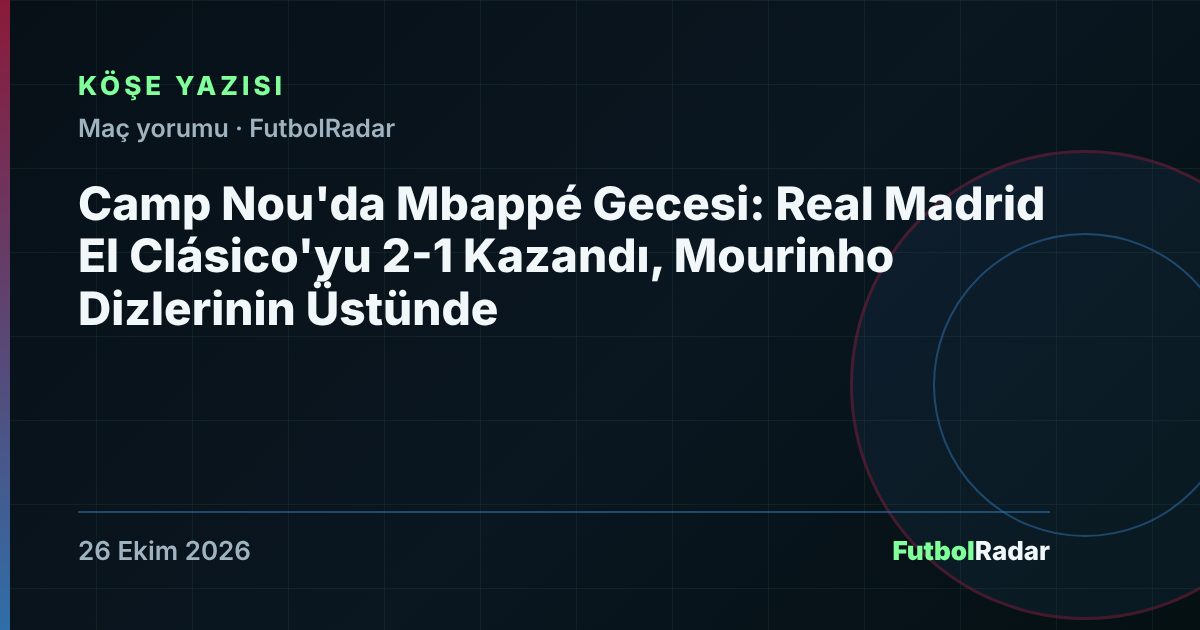 KÖŞE YAZISI
Maç yorumu · FutbolRadar
Camp Nou'da Mbappé Gecesi: Real Madrid
El Clásico'yu 2-1 Kazandı, Mourinho
Dizlerinin Üstünde
26 Ekim 2026
FutbolRadar